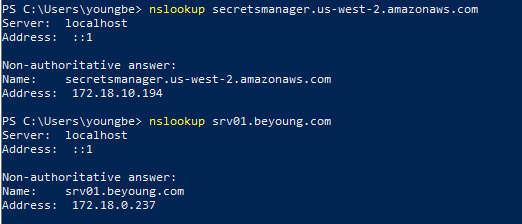 PS C:\Users\youngbe> nslookup secretsmanager.us-west-2.amazonaws.com
Server:  localhost
Address:  ::1
Non-authoritative answer:
Name:    secretsmanager.us-west-2.amazonaws.com
Address:  172.18.10.194
PS C:\Users\youngbe> nslookup srv01.beyoung.com
Server:  localhost
Address:  ::1
Non-authoritative answer:
Name:    srv01.beyoung.com
Address:  172.18.0.237